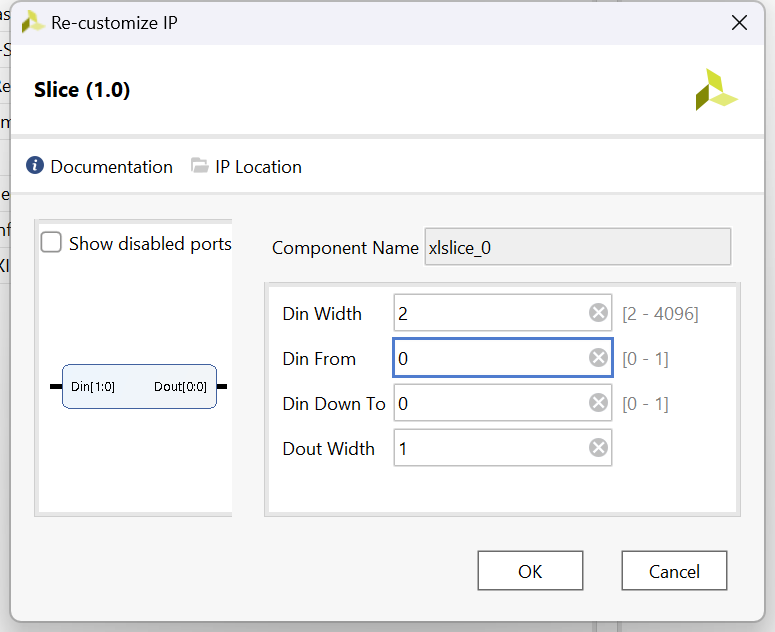 Re-customize IP
Slice (1.0)
Documentation IP Location
Show disabled ports
Din[1:0] Dout[0:0]
Component Name xlslice_0
Din Width 2 [2 - 4096]
Din From 0 [0 - 1]
Din Down To 0 [0 - 1]
Dout Width 1
OK Cancel